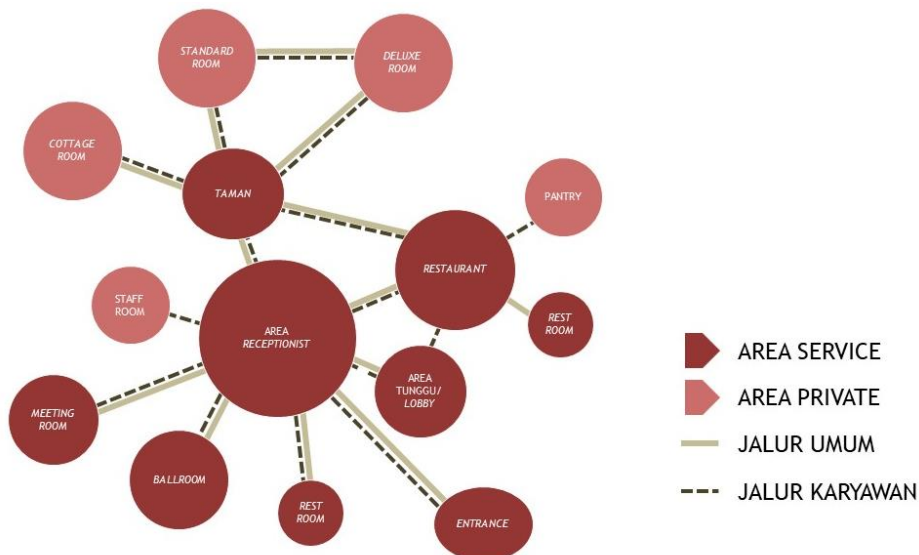 STANDARD
ROOM
DELUXE
ROOM
COTTAGE
ROOM
TAMAN
PANTRY
RESTAURANT
STAFF
ROOM
AREA
RECEPTIONIST
REST
ROOM
AREA
TUNGGU/
LOBBY
MEETING
ROOM
BALLROOM
REST
ROOM
ENTRANCE
AREA SERVICE
AREA PRIVATE
JALUR UMUM
JALUR KARYAWAN